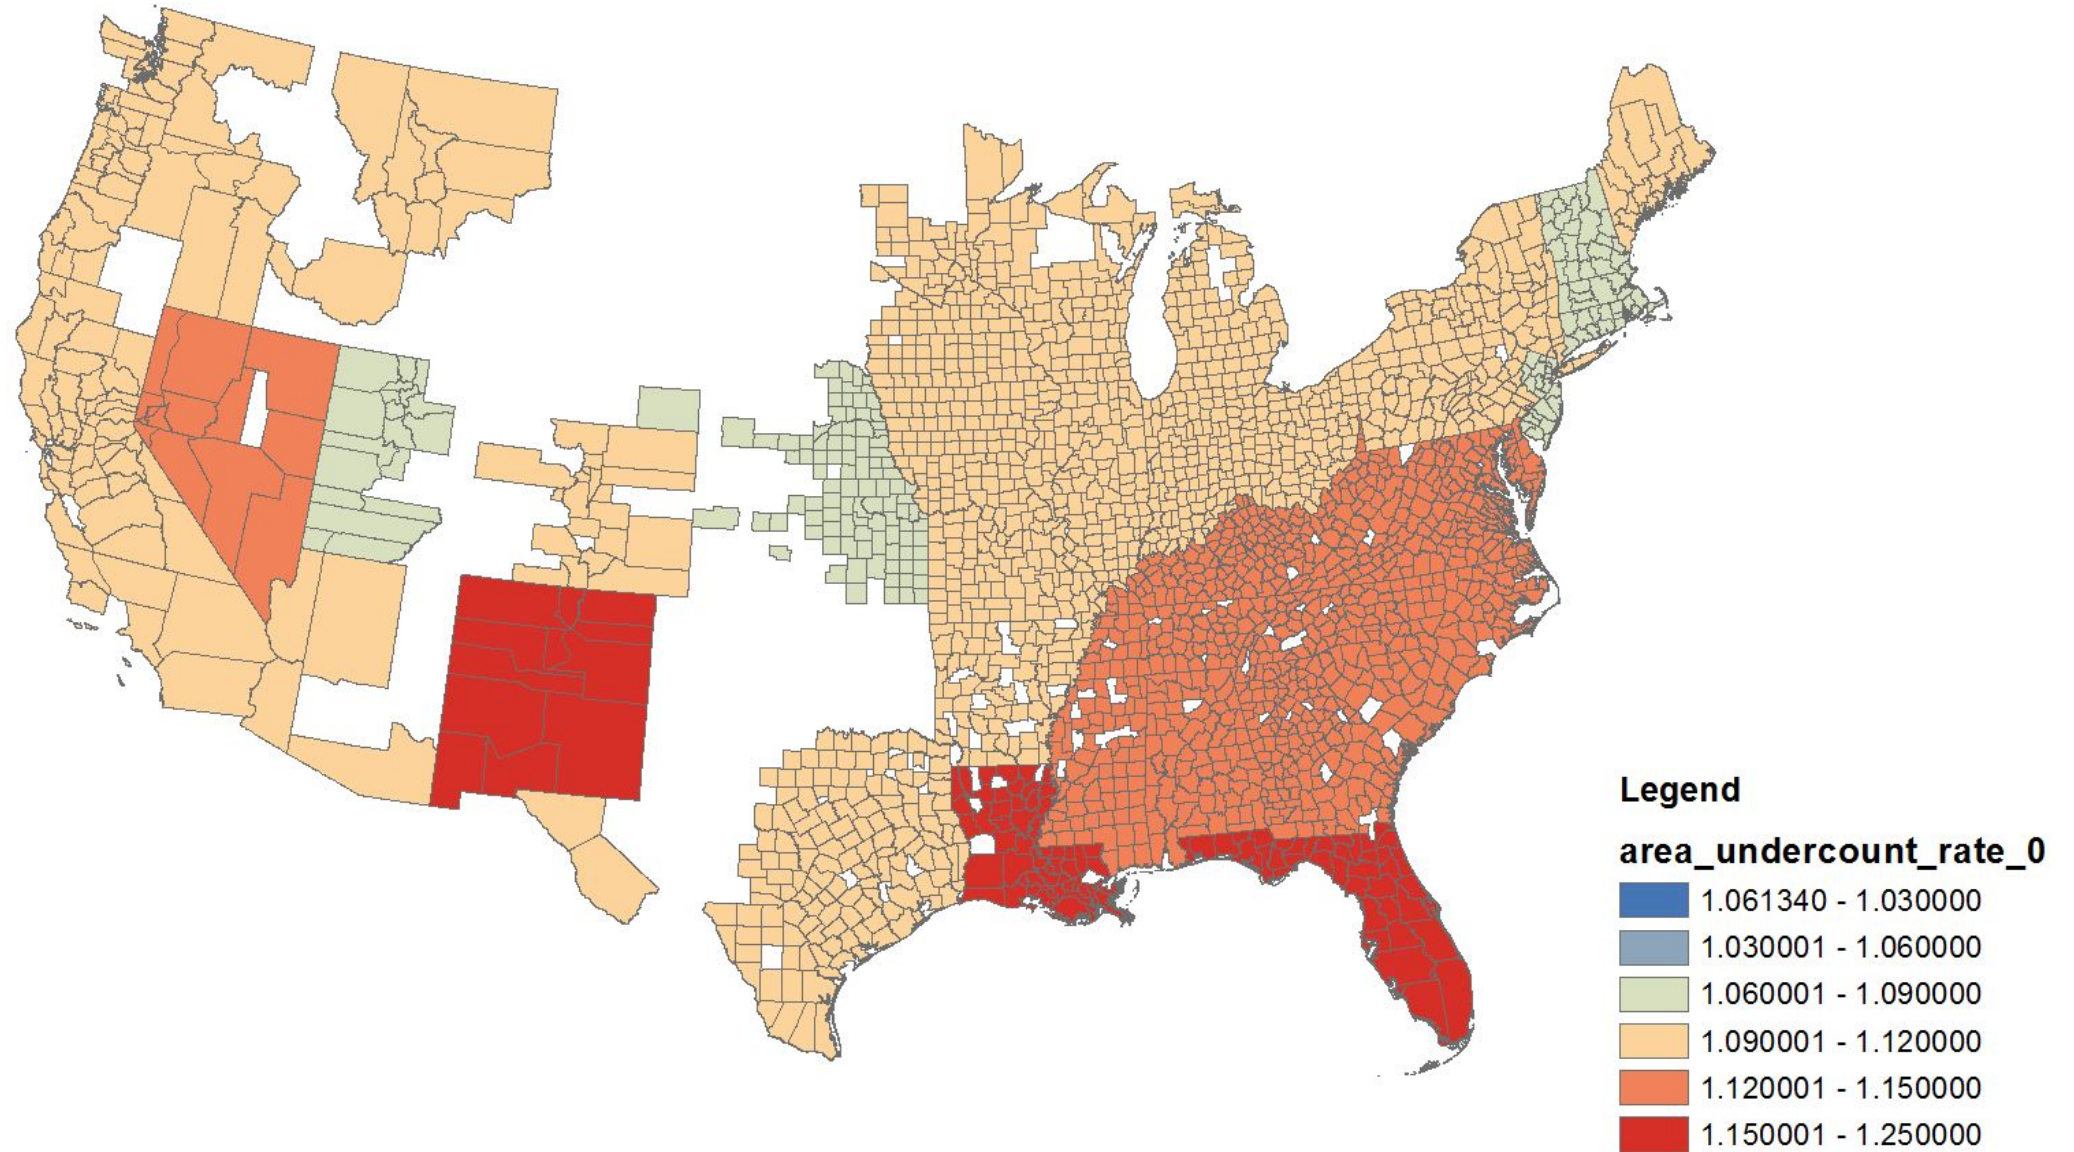 Legend
area_undercount_rate_0
1.061340 - 1.030000
1.030001 - 1.060000
1.060001 - 1.090000
1.090001 - 1.120000
1.120001 - 1.150000
1.150001 - 1.250000